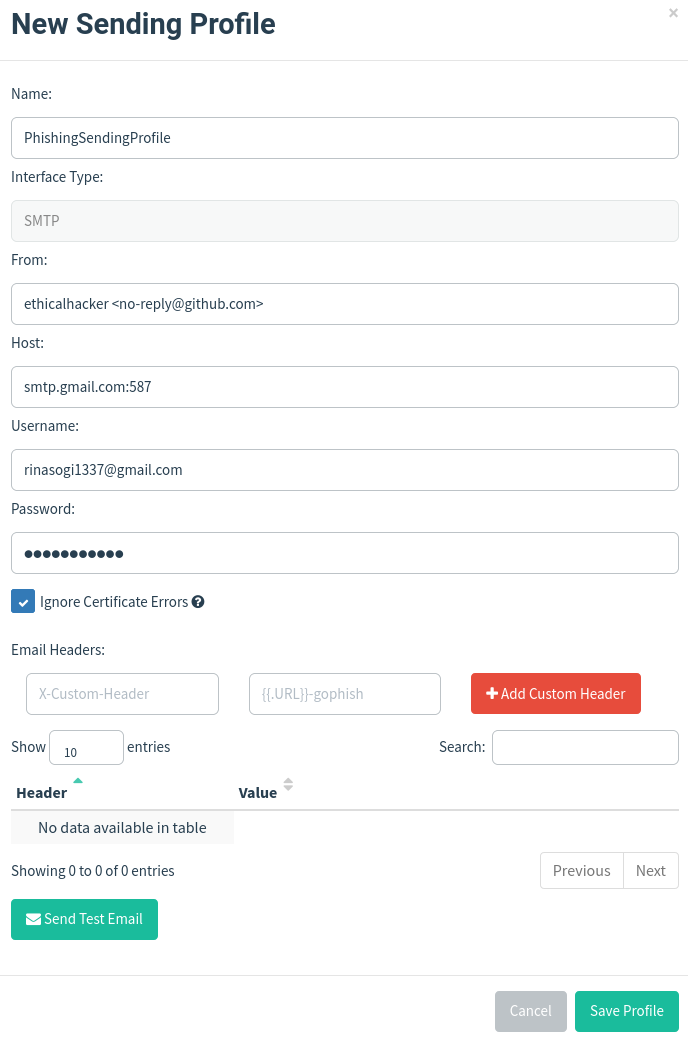 New Sending Profile
×
Name:
PhishingSendingProfile
Interface Type:
SMTP
From:
ethicalhacker <no-reply@github.com>
Host:
smtp.gmail.com:587
Username:
rinasogi1337@gmail.com
Password:
●●●●●●●●●●●
Ignore Certificate Errors ?
Email Headers:
X-Custom-Header {{.URL}}-gophish + Add Custom Header
Show 10 entries Search:
Header Value
No data available in table
Showing 0 to 0 of 0 entries Previous Next
Send Test Email
Cancel Save Profile